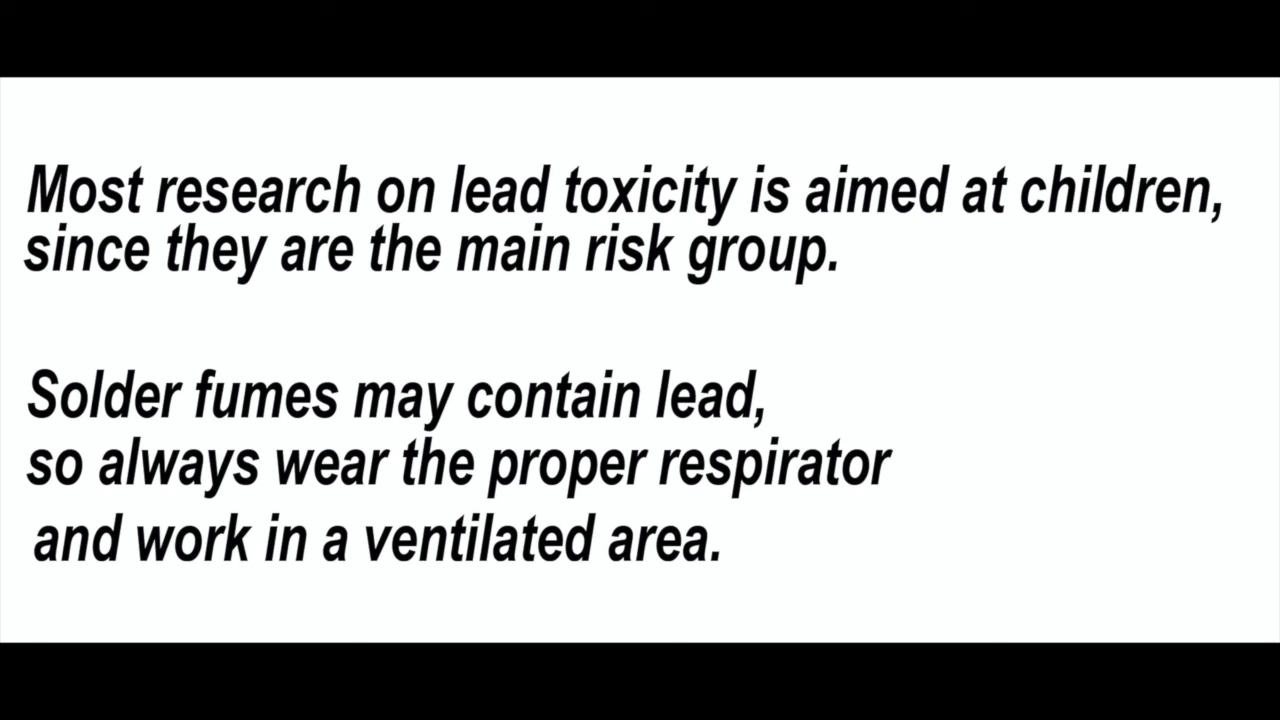 Most research on lead toxicity is aimed at children,
since they are the main risk group.
Solder fumes may contain lead,
so always wear the proper respirator
and work in a ventilated area.